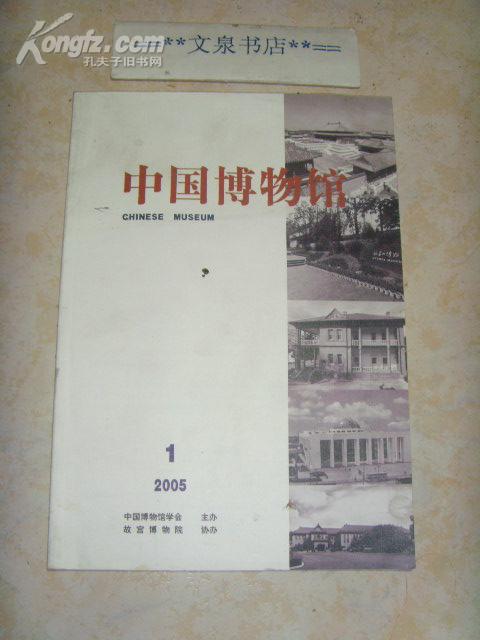 Kongfz.com
孔夫子旧书网
==**文泉书店**==
中国博物馆
CHINESE MUSEUM
1
2005
中国博物馆学会 主办
故宫博物院 协办